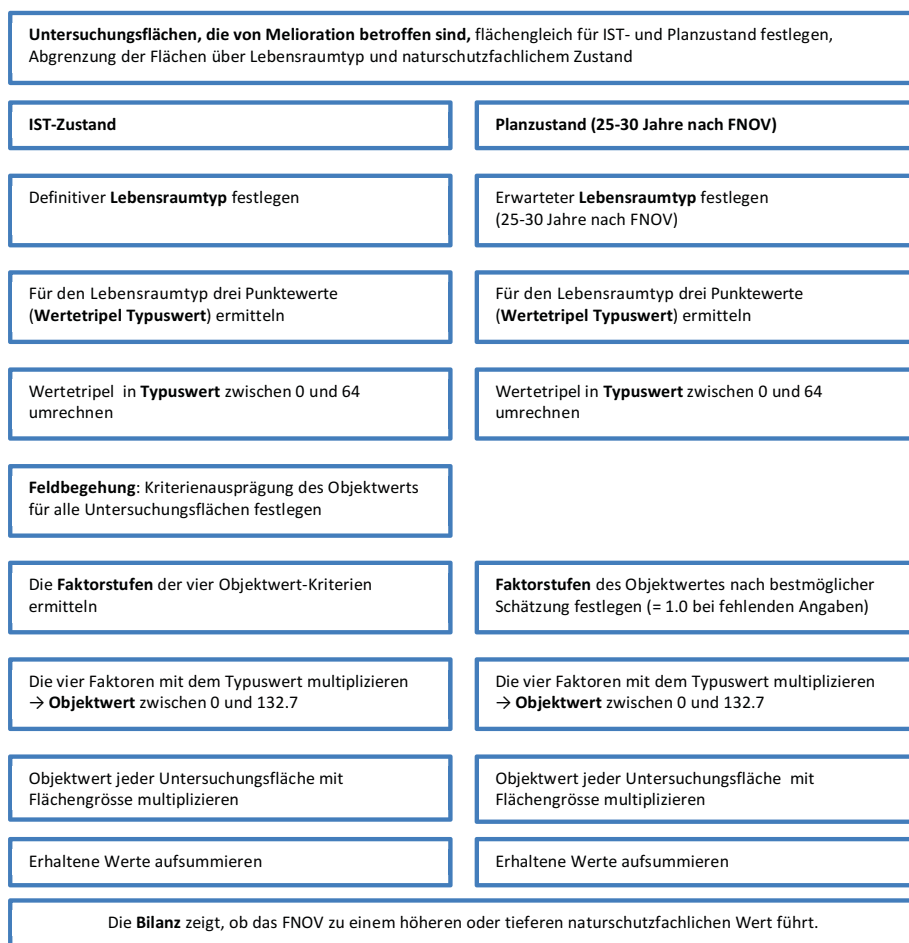 Untersuchungsflächen, die von Melioration betroffen sind, flächengleich für IST- und Planzustand festlegen,
Abgrenzung der Flächen über Lebensraumtyp und naturschutzfachlichem Zustand
IST-Zustand
Planzustand (25-30 Jahre nach FNOV)
Definitiver Lebensraumtyp festlegen
Erwarteter Lebensraumtyp festlegen
(25-30 Jahre nach FNOV)
Für den Lebensraumtyp drei Punktewerte
(Wertetripel Typuswert) ermitteln
Für den Lebensraumtyp drei Punktewerte
(Wertetripel Typuswert) ermitteln
Wertetripel in Typuswert zwischen 0 und 64
umrechnen
Wertetripel in Typuswert zwischen 0 und 64
umrechnen
Feldbegehung: Kriterienausprägung des Objektwerts
für alle Untersuchungsflächen festlegen
Die Faktorstufen der vier Objektwert-Kriterien
ermitteln
Faktorstufen des Objektwertes nach bestmöglicher
Schätzung festlegen (= 1.0 bei fehlenden Angaben)
Die vier Faktoren mit dem Typuswert multiplizieren
→ Objektwert zwischen 0 und 132.7
Die vier Faktoren mit dem Typuswert multiplizieren
→ Objektwert zwischen 0 und 132.7
Objektwert jeder Untersuchungsfläche mit
Flächengrösse multiplizieren
Objektwert jeder Untersuchungsfläche mit
Flächengrösse multiplizieren
Erhaltene Werte aufsummieren
Erhaltene Werte aufsummieren
Die Bilanz zeigt, ob das FNOV zu einem höheren oder tieferen naturschutzfachlichen Wert führt.